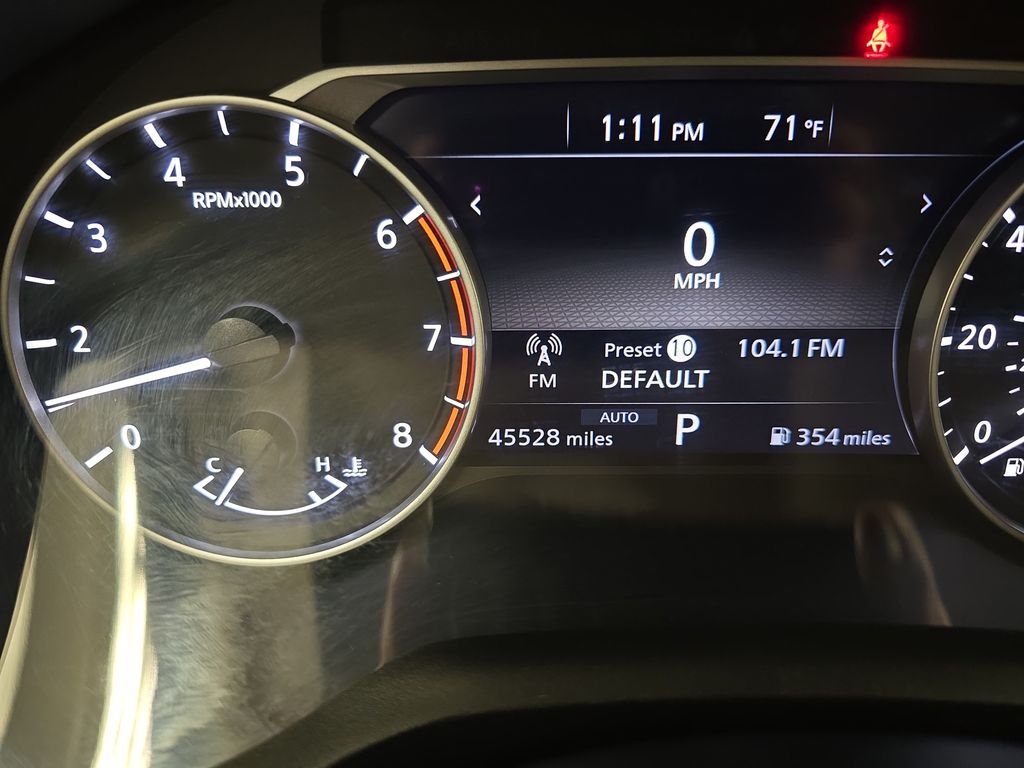 1:11 PM 71 °F
4 5
RPMx1000
3 6
0
MPH
4
2 7
Preset 10 104.1 FM
FM DEFAULT
20
AUTO
0 8
45528 miles P 354 miles
0
C H